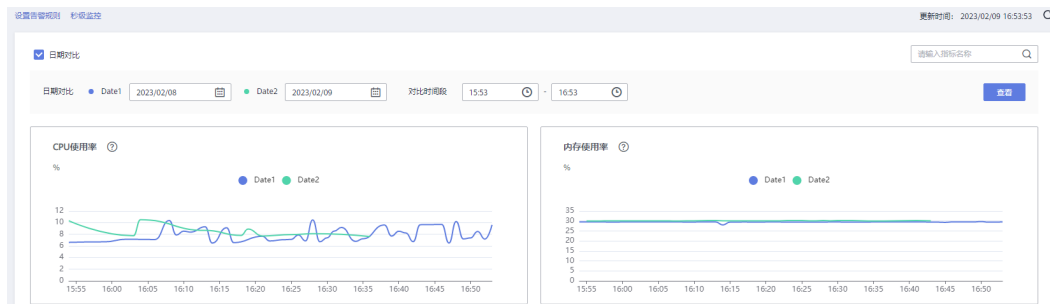 设置告警规则 秒级监控 更新时间： 2023/02/09 16:53:53
日期对比 请输入指标名称
日期对比 Date1 2023/02/08 Date2 2023/02/09 对比时间段 15:53 - 16:53 查看
CPU使用率 ?
%
Date1 Date2
12
10
8
6
4
2
0
15:55 16:00 16:05 16:10 16:15 16:20 16:25 16:30 16:35 16:40 16:45 16:50
内存使用率 ?
%
Date1 Date2
35
30
25
20
15
10
5
0
15:55 16:00 16:05 16:10 16:15 16:20 16:25 16:30 16:35 16:40 16:45 16:50